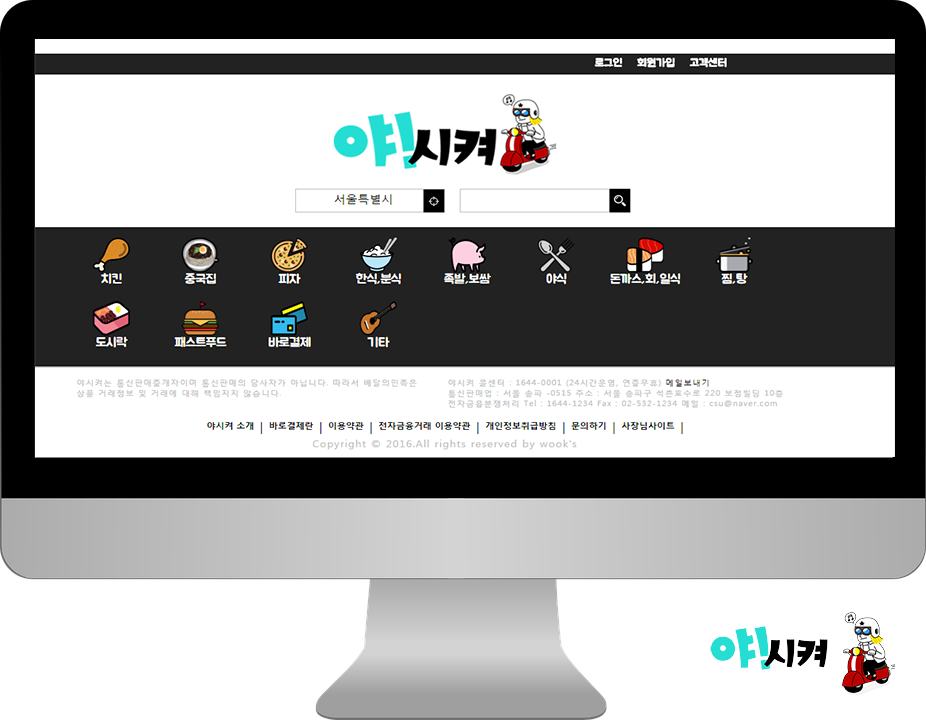 로그인 회원가입 고객센터
야!시켜
서울특별시
치킨 중국집 피자 한식,분식 족발,보쌈 야식 돈까스,회,일식 찜,탕
도시락 패스트푸드 바로결제 기타
야시켜는 통신판매중개자이며 통신판매의 당사자가 아닙니다. 따라서 배달의민족은
상품 거래정보 및 거래에 대해 책임지지 않습니다.
야시켜 콜센터 : 1644-0001 (24시간운영, 연중무휴) 메일보내기
통신판매업 : 서울 송파 -0515 주소 : 서울 송파구 석촌호수로 220 보정빌딩 10층
전자금융분쟁처리 Tel : 1644-1234 Fax : 02-532-1234 메일 : csu@naver.com
야시켜 소개 | 바로결제란 | 이용약관 | 전자금융거래 이용약관 | 개인정보취급방침 | 문의하기 | 사장님사이트 |
Copyright © 2016.All rights reserved by wook's
야!시켜